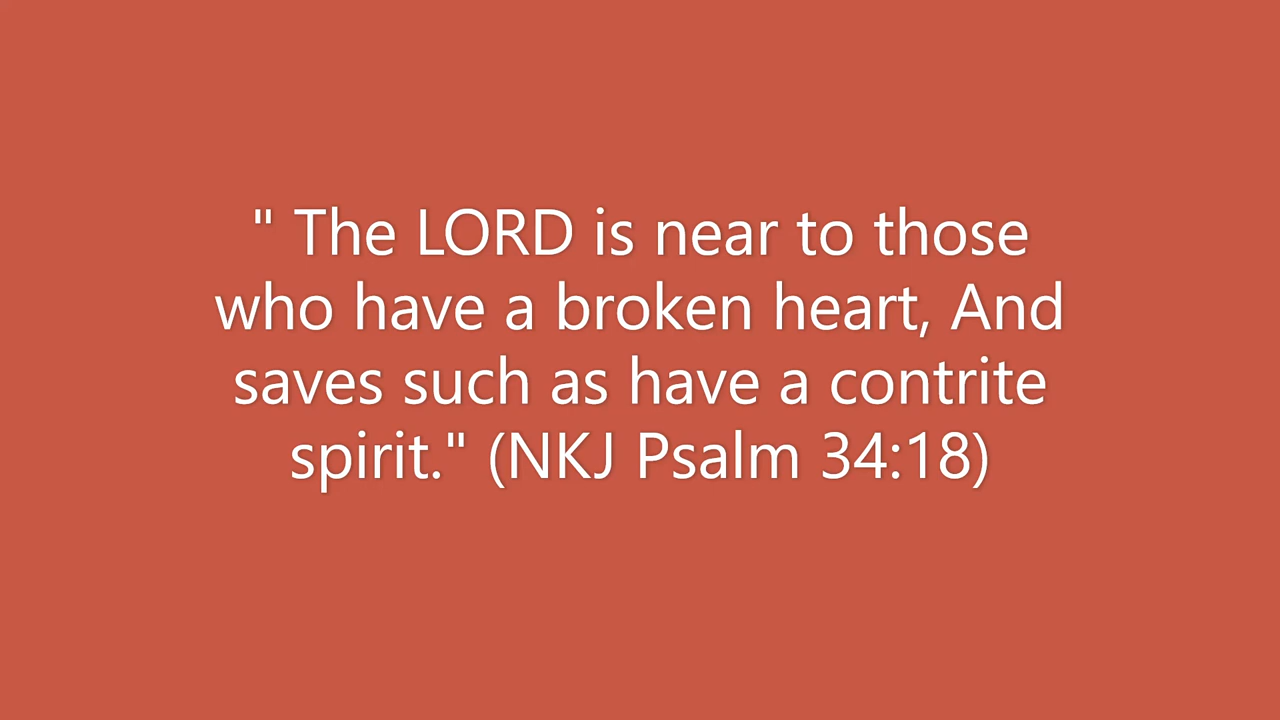 " The LORD is near to those
who have a broken heart, And
saves such as have a contrite
spirit." (NKJ Psalm 34:18)